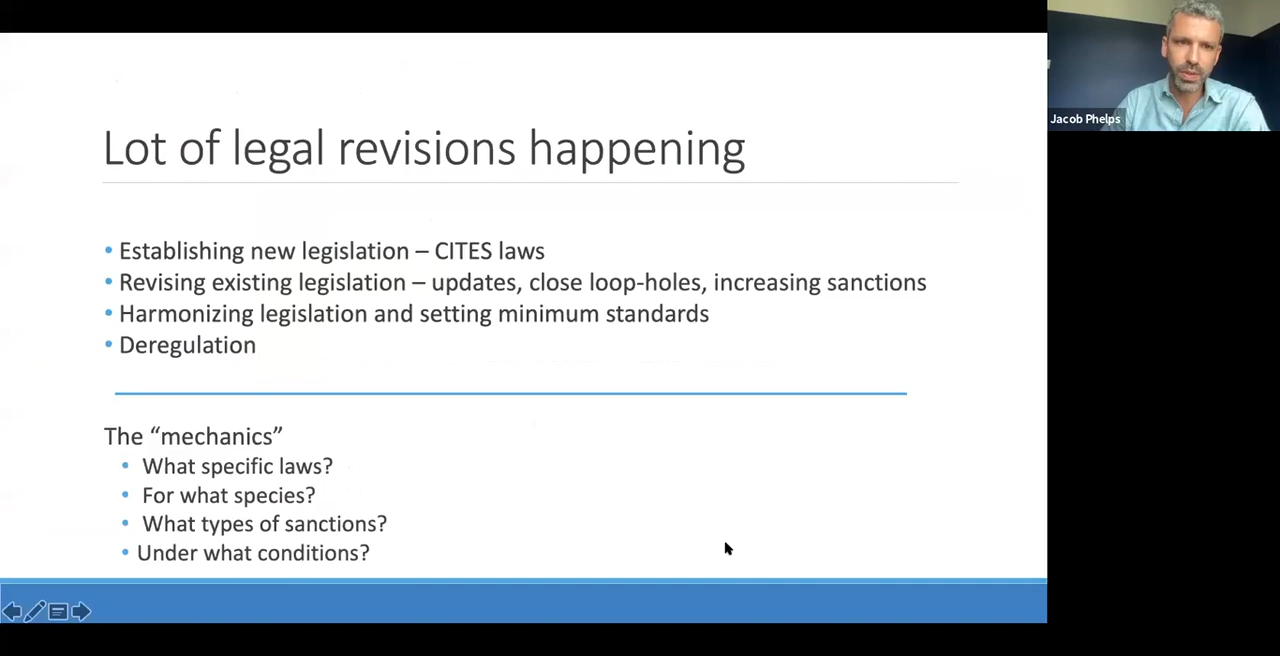 Lot of legal revisions happening
• Establishing new legislation – CITES laws
• Revising existing legislation – updates, close loop-holes, increasing sanctions
• Harmonizing legislation and setting minimum standards
• Deregulation
The “mechanics”
• What specific laws?
• For what species?
• What types of sanctions?
• Under what conditions?
Jacob Phelps